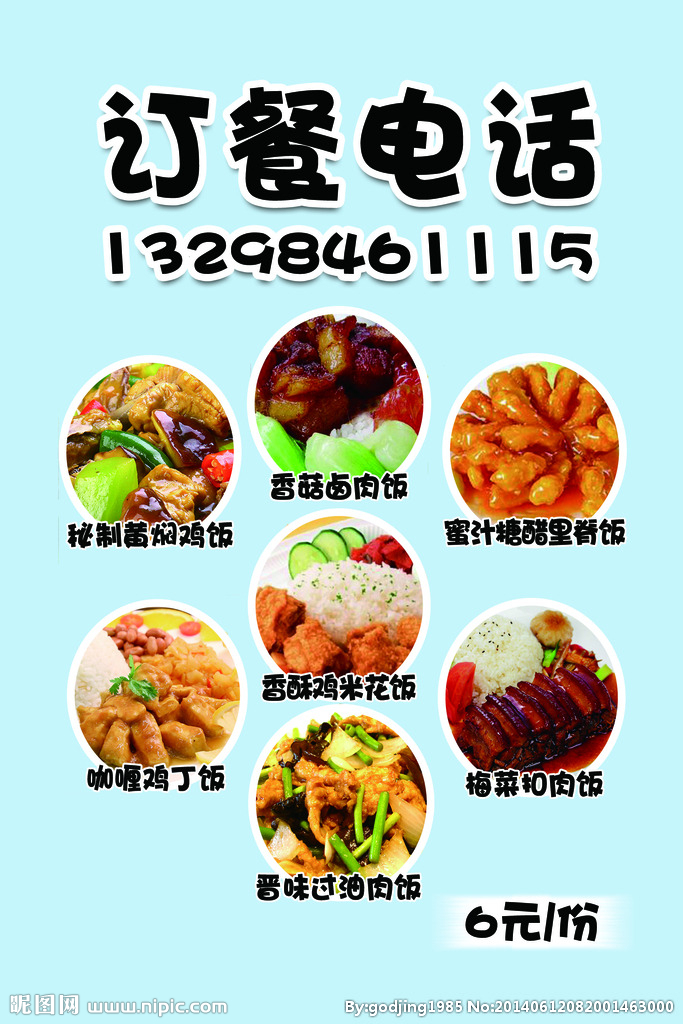 订餐电话
13298461115
香菇卤肉饭
秘制黄焖鸡饭
蜜汁糖醋里脊饭
香酥鸡米花饭
咖喱鸡丁饭
梅菜扣肉饭
晋味过油肉饭
6元/份
昵图网 www.nipic.com
By:godjing1985 No:20140612082001463000